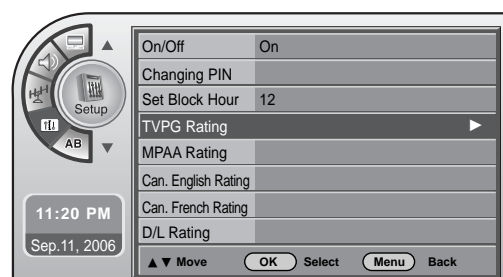 On/Off On
Changing PIN
Set Block Hour 12
TVPG Rating
MPAA Rating
Can. English Rating
Can. French Rating
D/L Rating
▲▼ Move OK Select Menu Back
Setup
AB
11:20 PM
Sep.11, 2006